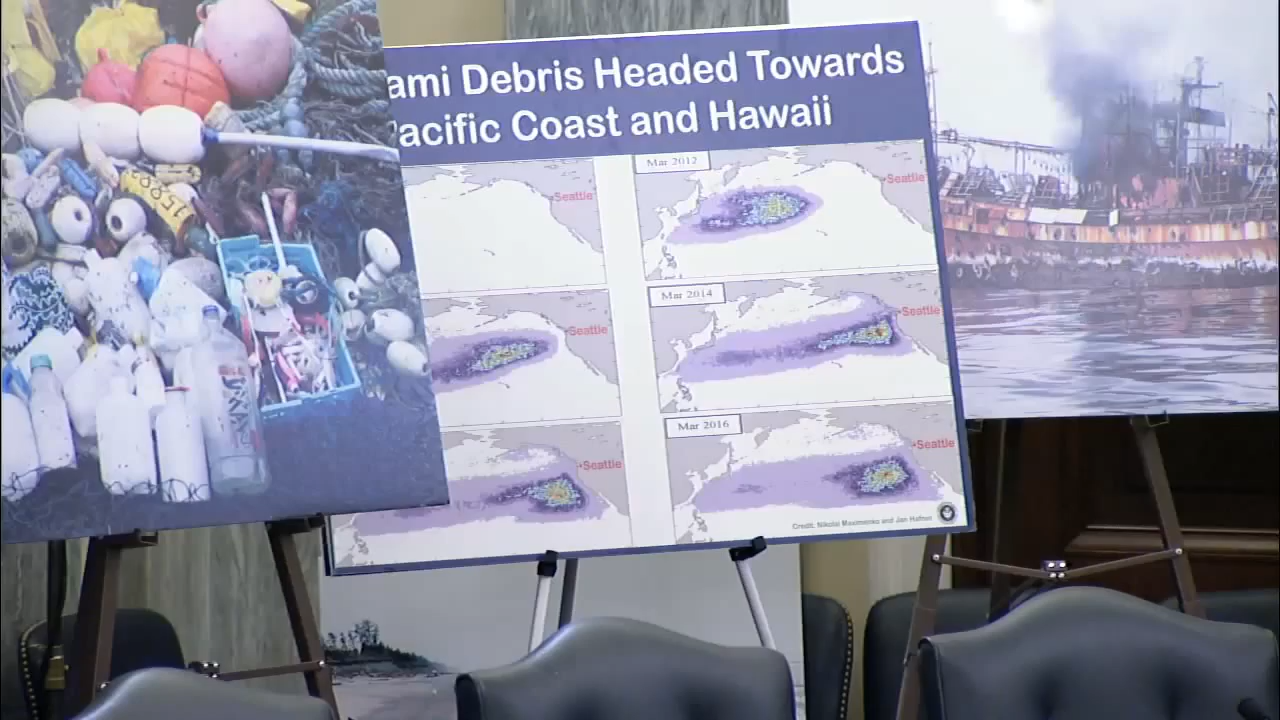 ami Debris Headed Towards
acific Coast and Hawaii
Seattle
Mar 2012
Seattle
Seattle
Mar 2014
Seattle
Seattle
Mar 2016
Seattle
Credit: Nikolai Maximenko and Jan Hafner